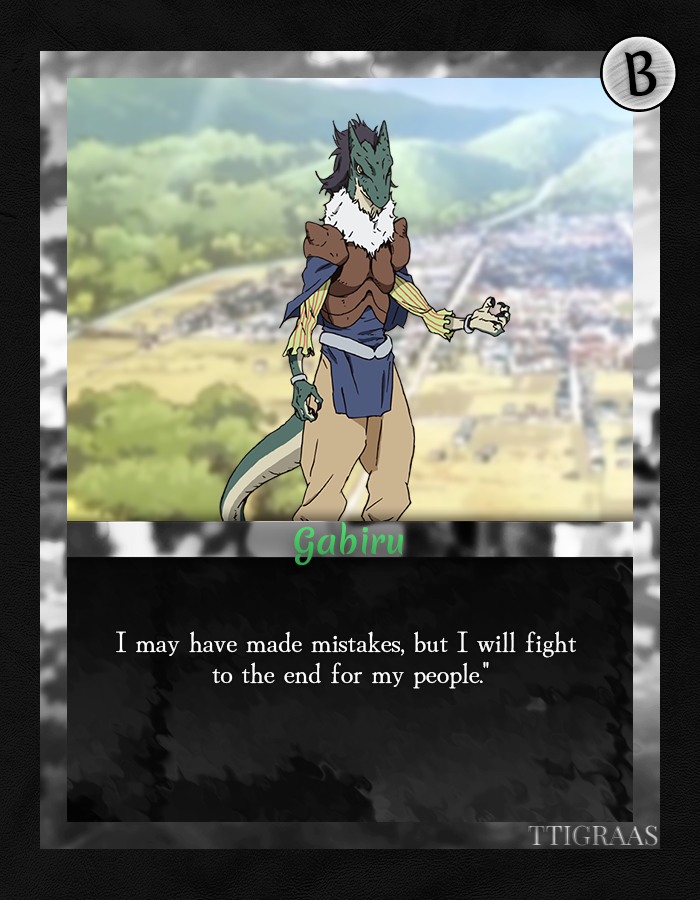 B
Gabiru
I may have made mistakes, but I will fight
to the end for my people."
TTIGRAAS